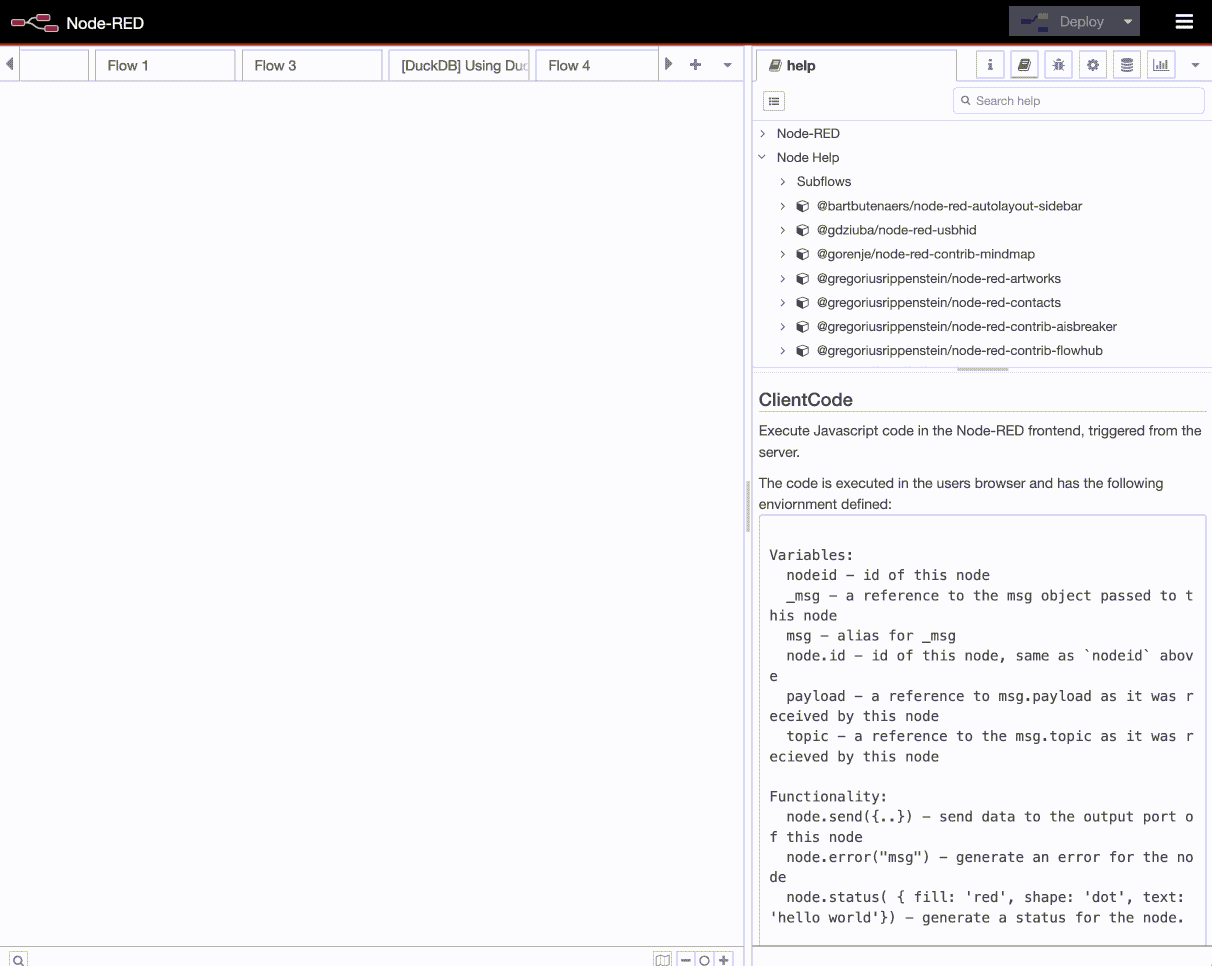 Node-RED
Deploy
Flow 1
Flow 3
[DuckDB] Using Duc
Flow 4
help
Search help
Node-RED
Node Help
Subflows
@bartbutenaers/node-red-autolayout-sidebar
@gdziuba/node-red-usbhid
@gorenje/node-red-contrib-mindmap
@gregoriusrippenstein/node-red-artworks
@gregoriusrippenstein/node-red-contacts
@gregoriusrippenstein/node-red-contrib-aisbreaker
@gregoriusrippenstein/node-red-contrib-flowhub
ClientCode
Execute Javascript code in the Node-RED frontend, triggered from the
server.
The code is executed in the users browser and has the following
enviornment defined:
Variables:
nodeid – id of this node
_msg – a reference to the msg object passed to t
his node
msg – alias for _msg
node.id – id of this node, same as `nodeid` abov
e
payload – a reference to msg.payload as it was r
eceived by this node
topic – a reference to the msg.topic as it was r
ecieved by this node
Functionality:
node.send({..}) – send data to the output port o
f this node
node.error("msg") – generate an error for the no
de
node.status( { fill: 'red', shape: 'dot', text:
'hello world'}) – generate a status for the node.